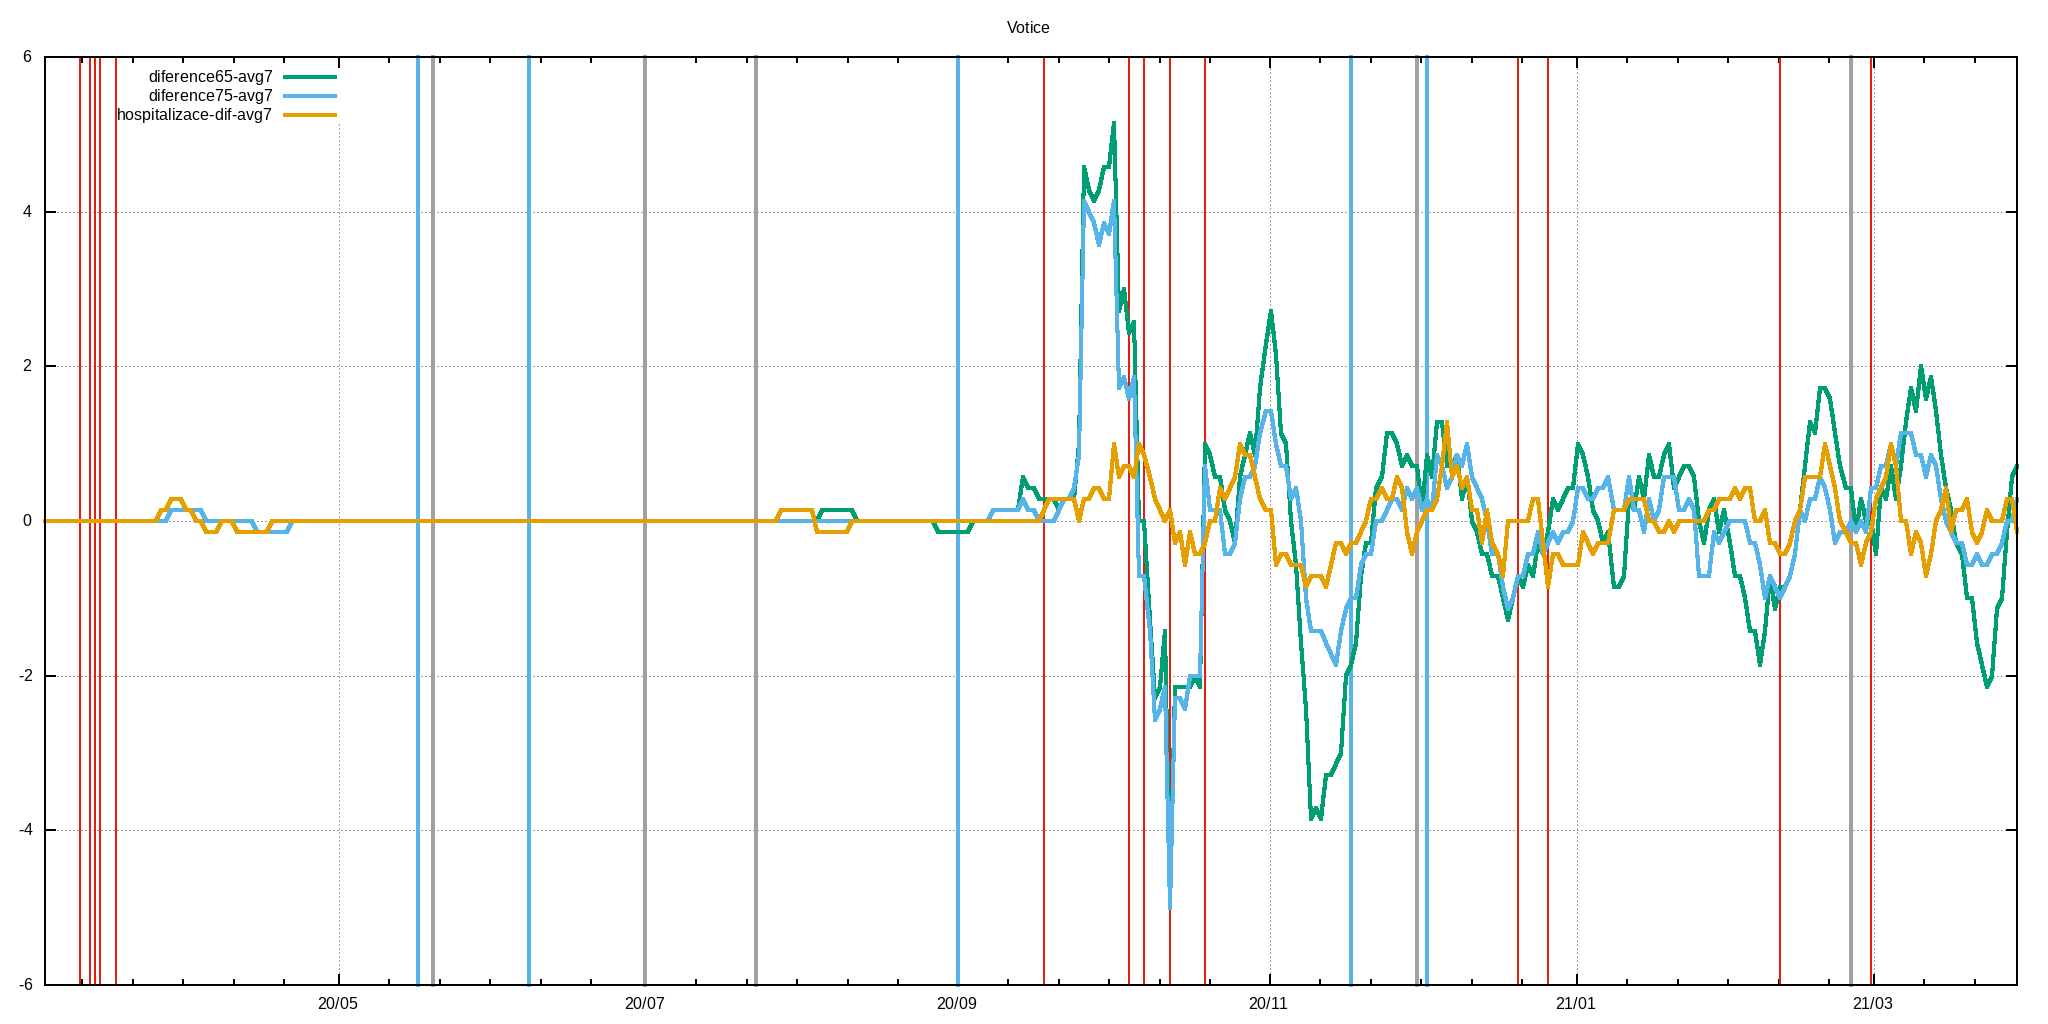 Votice
6
diference65-avg7
diference75-avg7
hospitalizace-dif-avg7
4
2
0
-2
-4
-6
20/05 20/07 20/09 20/11 21/01 21/03